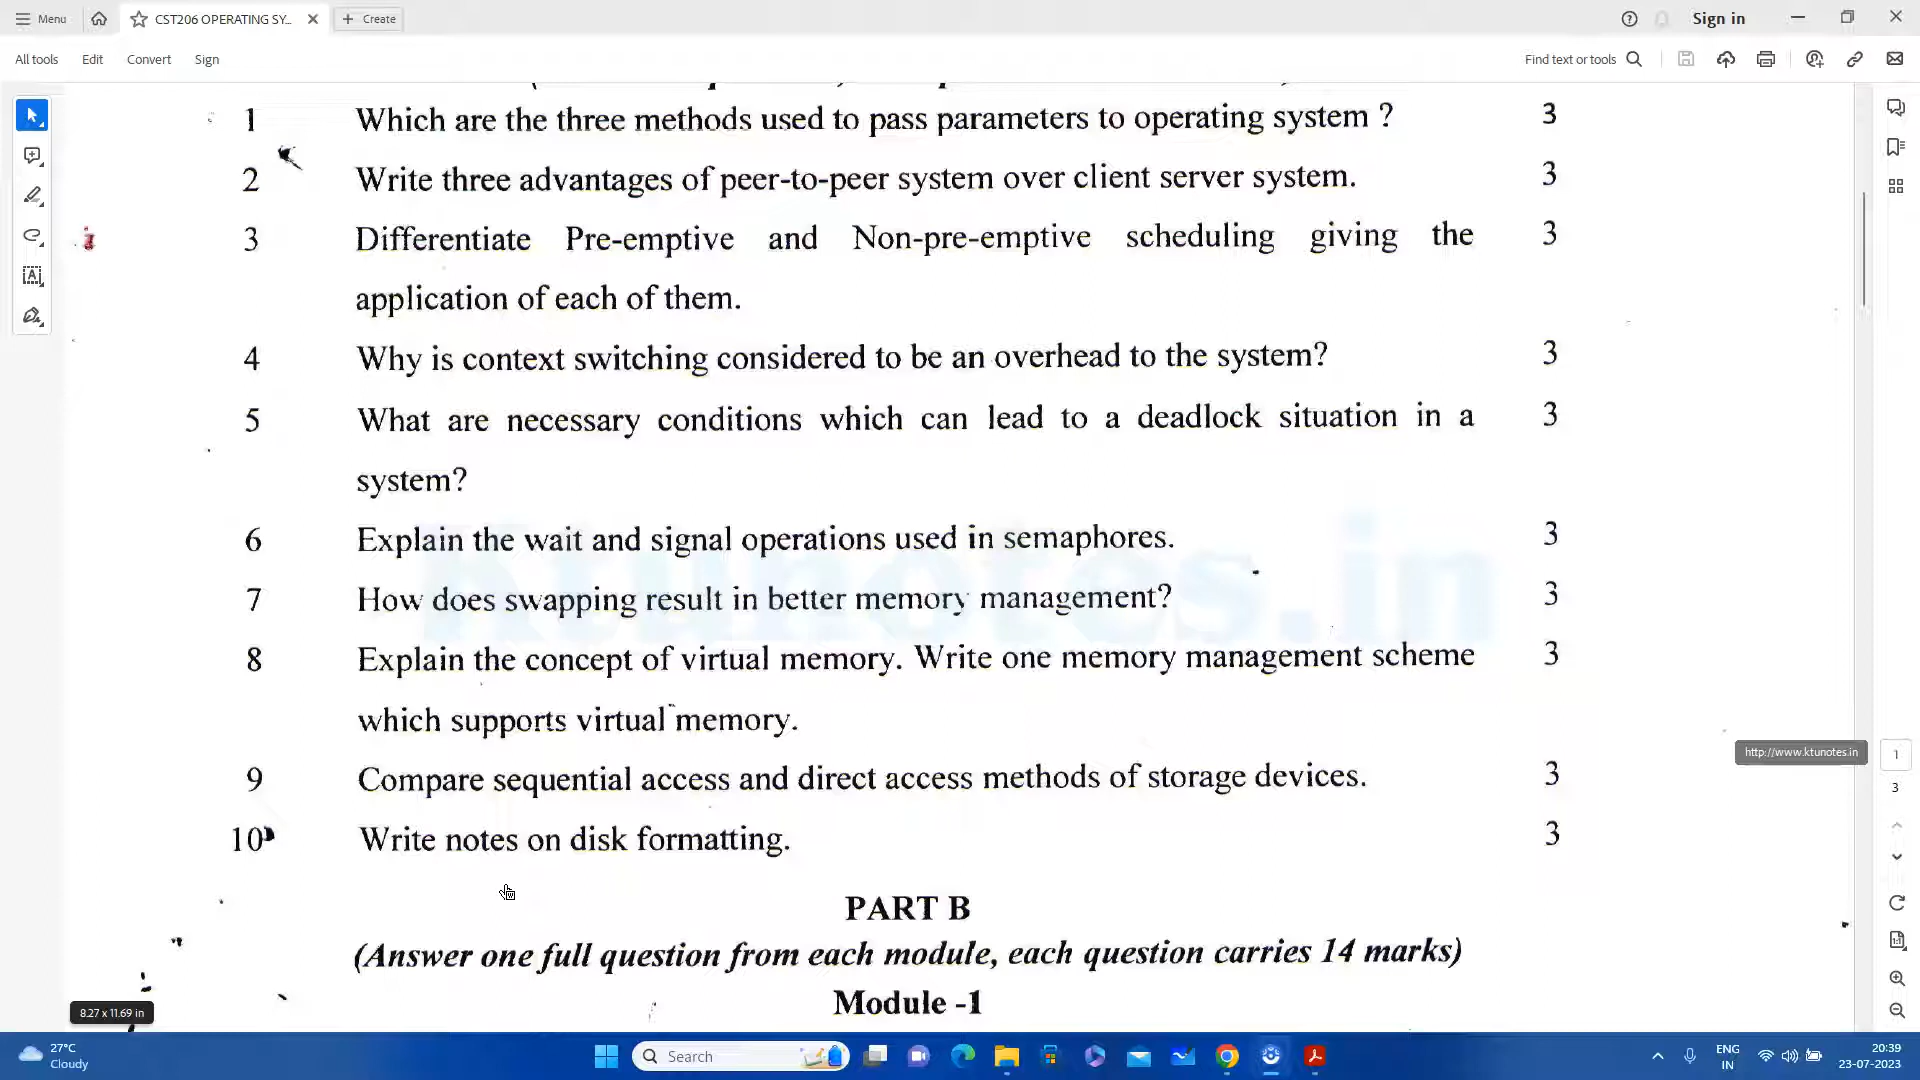 Menu
CST206 OPERATING SY...
Create
Sign in
All tools
Edit
Convert
Sign
Find text or tools
1 Which are the three methods used to pass parameters to operating system ? 3
2 Write three advantages of peer-to-peer system over client server system. 3
3 Differentiate Pre-emptive and Non-pre-emptive scheduling giving the 3
application of each of them.
4 Why is context switching considered to be an overhead to the system? 3
5 What are necessary conditions which can lead to a deadlock situation in a 3
system?
6 Explain the wait and signal operations used in semaphores. 3
7 How does swapping result in better memory management? 3
Ktunotes.in
8 Explain the concept of virtual memory. Write one memory management scheme 3
which supports virtual memory.
http://www.ktunotes.in
1
3
9 Compare sequential access and direct access methods of storage devices. 3
10 Write notes on disk formatting. 3
PART B
(Answer one full question from each module, each question carries 14 marks)
Module -1
8.27 x 11.69 in
27°C
Cloudy
Search
ENG
IN
20:39
23-07-2023